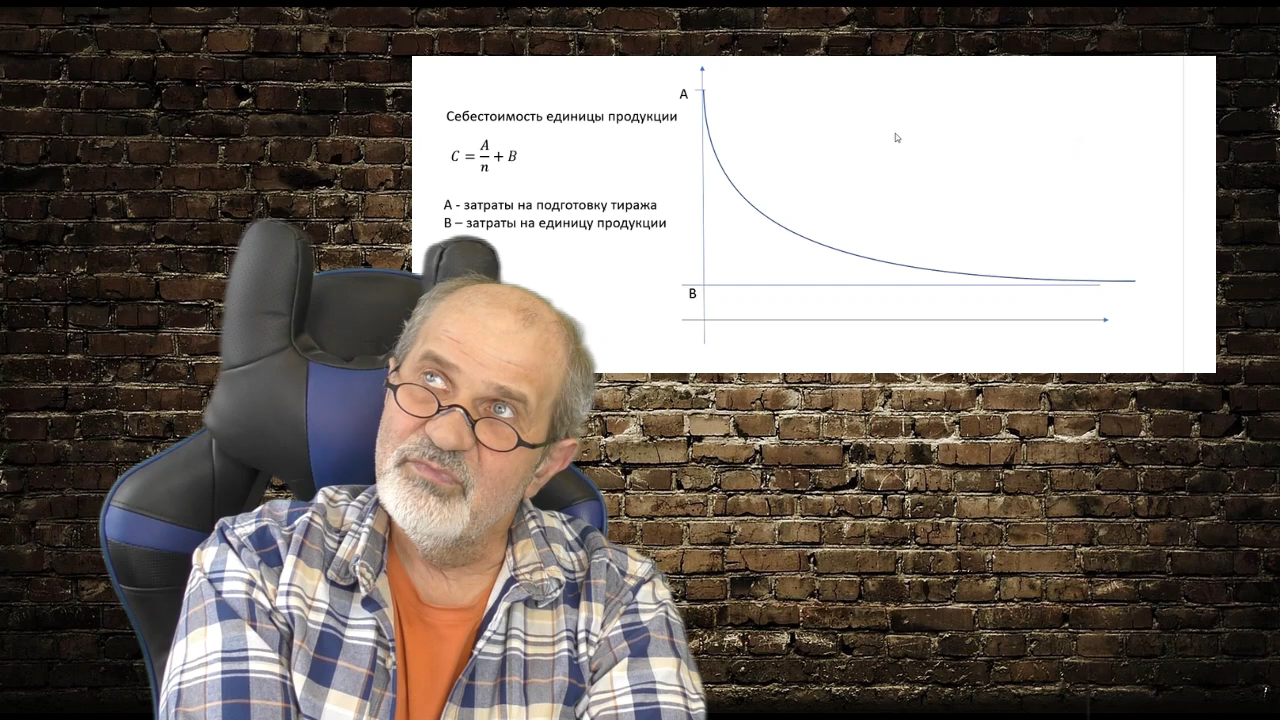 Себестоимость единицы продукции
C = A/n + B
A - затраты на подготовку тиража
B – затраты на единицу продукции
A
B